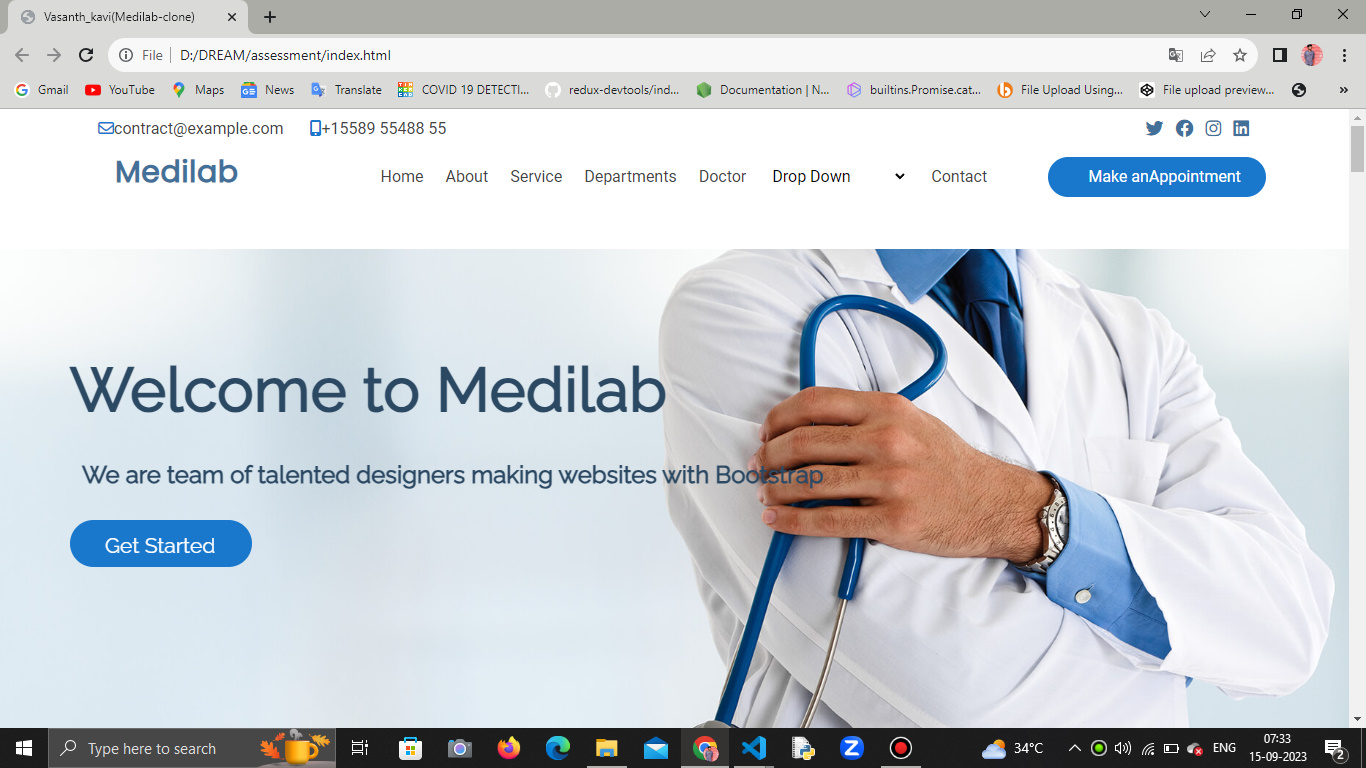 Vasanth_kavi(Medilab-clone)
File D:/DREAM/assessment/index.html
Gmail YouTube Maps News Translate COVID 19 DETECTI... redux-devtools/ind... Documentation | N... builtins.Promise.cat... File Upload Using... File upload preview... »
contract@example.com +15589 55488 55
Medilab Home About Service Departments Doctor Drop Down Contact Make anAppointment
Welcome to Medilab
We are team of talented designers making websites with Bootstrap
Get Started
Type here to search 34°C ENG 07:33
15-09-2023 2